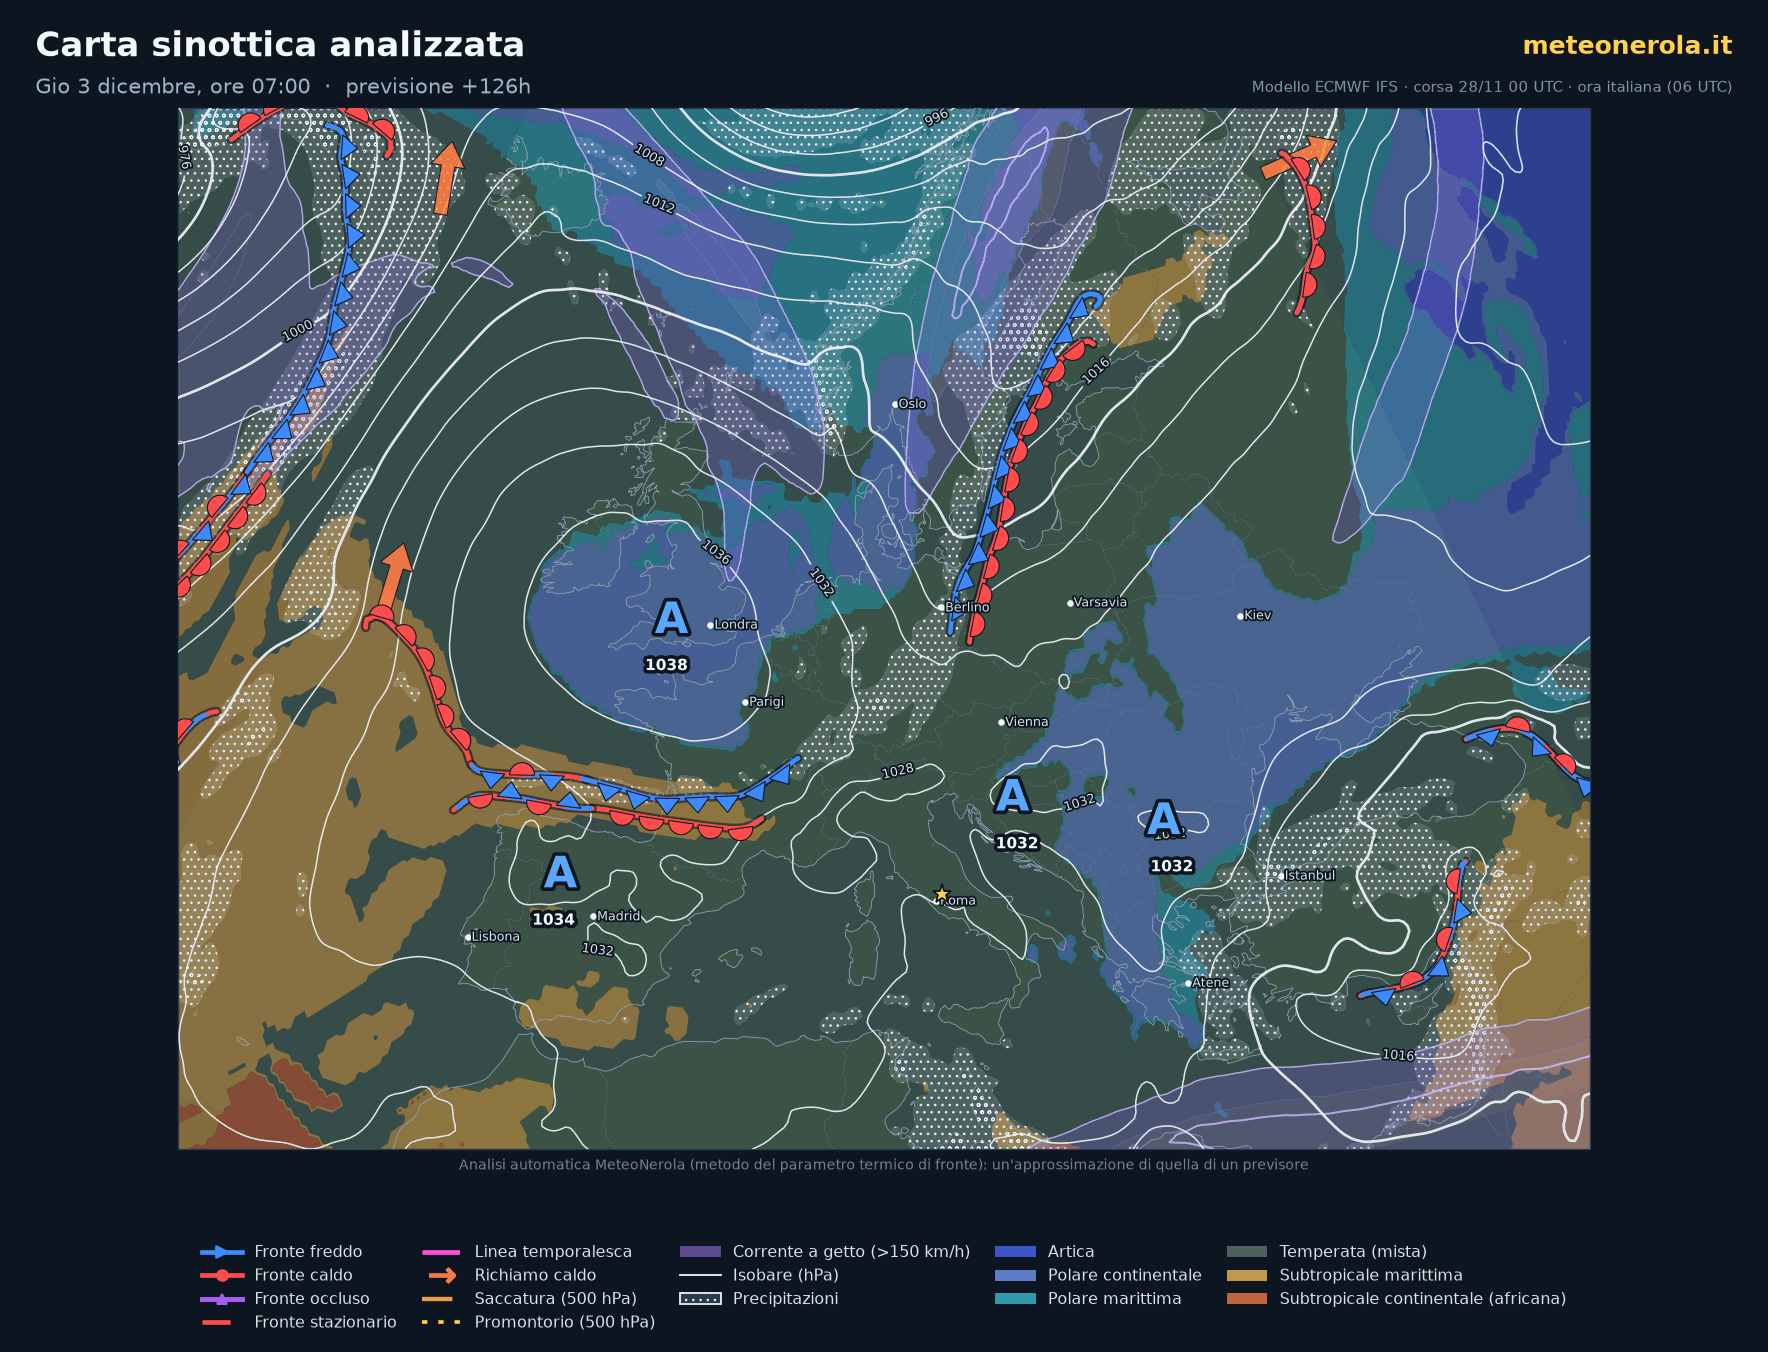 Carta sinottica analizzata
meteonerola.it
Gio 3 dicembre, ore 07:00 · previsione +126h
Modello ECMWF IFS · corsa 28/11 00 UTC · ora italiana (06 UTC)
996
976
1008
1012
1000
1016
Oslo
1036
1032
Berlino
Varsavia
Kiev
A
Londra
1038
Parigi
Vienna
1028
A
1032
A
1032
1032
A
Istanbul
Roma
1034
Madrid
Lisbona
1032
Atene
1016
Analisi automatica MeteoNerola (metodo del parametro termico di fronte): un'approssimazione di quella di un previsore
Fronte freddo
Fronte caldo
Fronte occluso
Fronte stazionario
Linea temporalesca
Richiamo caldo
Saccatura (500 hPa)
Promontorio (500 hPa)
Corrente a getto (>150 km/h)
Isobare (hPa)
Precipitazioni
Artica
Polare continentale
Polare marittima
Temperata (mista)
Subtropicale marittima
Subtropicale continentale (africana)